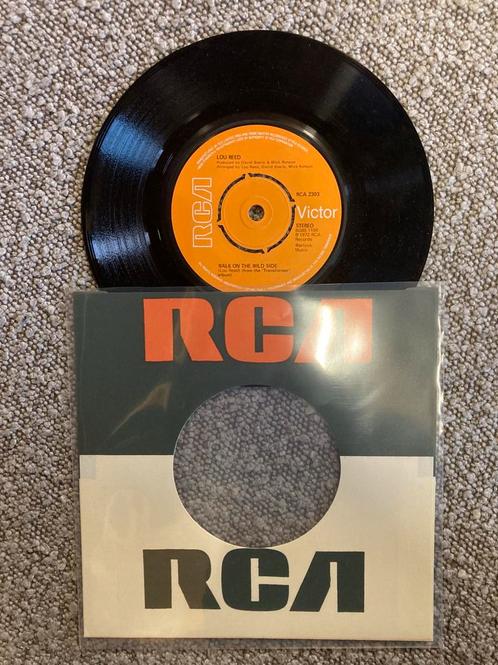 LOU REED
Produced by David Bowie & Mick Ronson
Arranged by Lou Reed, David Bowie, Mick Ronson
RCA 2303
RCA
Victor
STEREO
℗ 1972 RCA
Records
Music
WALK ON THE WILD SIDE
(Lou Reed) (from the 'Transformer'
album)
RCA
RCA